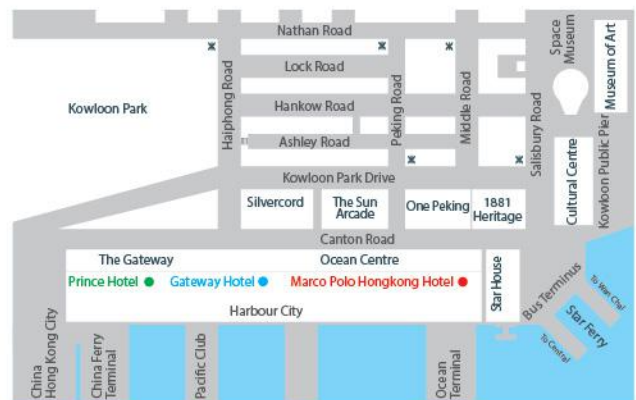 Nathan Road
Lock Road
Kowloon Park
Hankow Road
Ashley Road
Haiphong Road
Peking Road
Middle Road
Salisbury Road
Space
Museum
Museum of Art
Kowloon Park Drive
Cultural Centre
Kowloon Public Pier
Silvercord
The Sun
Arcade
One Peking
1881
Heritage
Canton Road
The Gateway
Ocean Centre
Prince Hotel
Gateway Hotel
Marco Polo Hongkong Hotel
Star House
Harbour City
Bus Terminus
To Wan Chai
Star Ferry
To Central
China
Hong Kong City
China Ferry
Terminal
Pacific Club
Ocean
Terminal